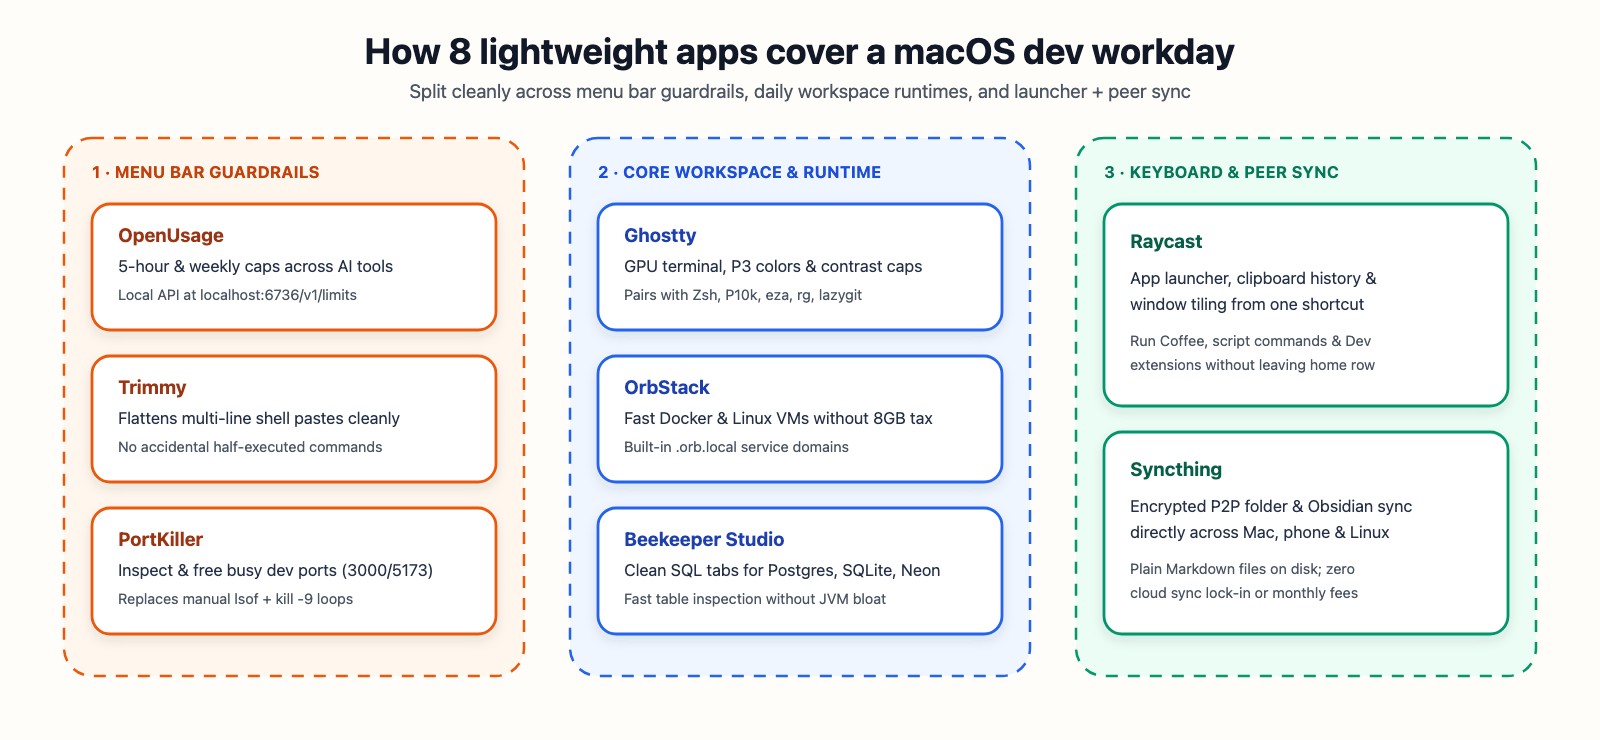 How 8 lightweight apps cover a macOS dev workday
Split cleanly across menu bar guardrails, daily workspace runtimes, and launcher + peer sync
1 · MENU BAR GUARDRAILS
OpenUsage
5-hour & weekly caps across AI tools
Local API at localhost:6736/v1/limits
Trimmy
Flattens multi-line shell pastes cleanly
No accidental half-executed commands
PortKiller
Inspect & free busy dev ports (3000/5173)
Replaces manual lsof + kill -9 loops
2 · CORE WORKSPACE & RUNTIME
Ghostty
GPU terminal, P3 colors & contrast caps
Pairs with Zsh, P10k, eza, rg, lazygit
OrbStack
Fast Docker & Linux VMs without 8GB tax
Built-in .orb.local service domains
Beekeeper Studio
Clean SQL tabs for Postgres, SQLite, Neon
Fast table inspection without JVM bloat
3 · KEYBOARD & PEER SYNC
Raycast
App launcher, clipboard history &
window tiling from one shortcut
Run Coffee, script commands & Dev
extensions without leaving home row
Syncthing
Encrypted P2P folder & Obsidian sync
directly across Mac, phone & Linux
Plain Markdown files on disk; zero
cloud sync lock-in or monthly fees